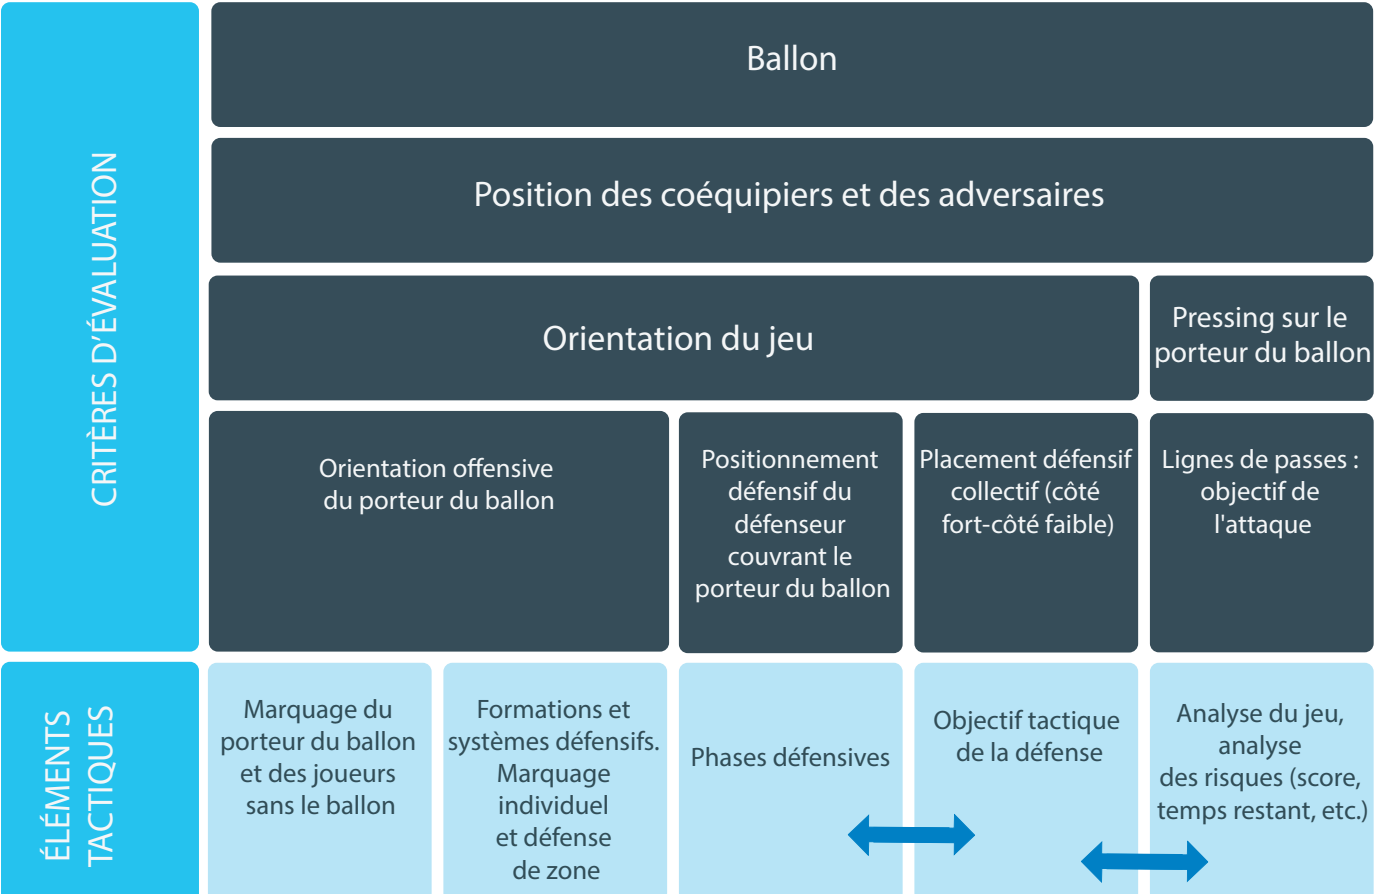 CRITÈRES D'ÉVALUATION
Ballon
Position des coéquipiers et des adversaires
Orientation du jeu
Pressing sur le
porteur du ballon
Orientation offensive
du porteur du ballon
Positionnement
défensif du
défenseur
couvrant le
porteur du ballon
Placement défensif
collectif (côté
fort-côté faible)
Lignes de passes :
objectif de
l'attaque
ÉLÉMENTS
TACTIQUES
Marquage du
porteur du ballon
et des joueurs
sans le ballon
Formations et
systèmes défensifs.
Marquage
individuel
et défense
de zone
Phases défensives
Objectif tactique
de la défense
Analyse du jeu,
analyse
des risques (score,
temps restant, etc.)